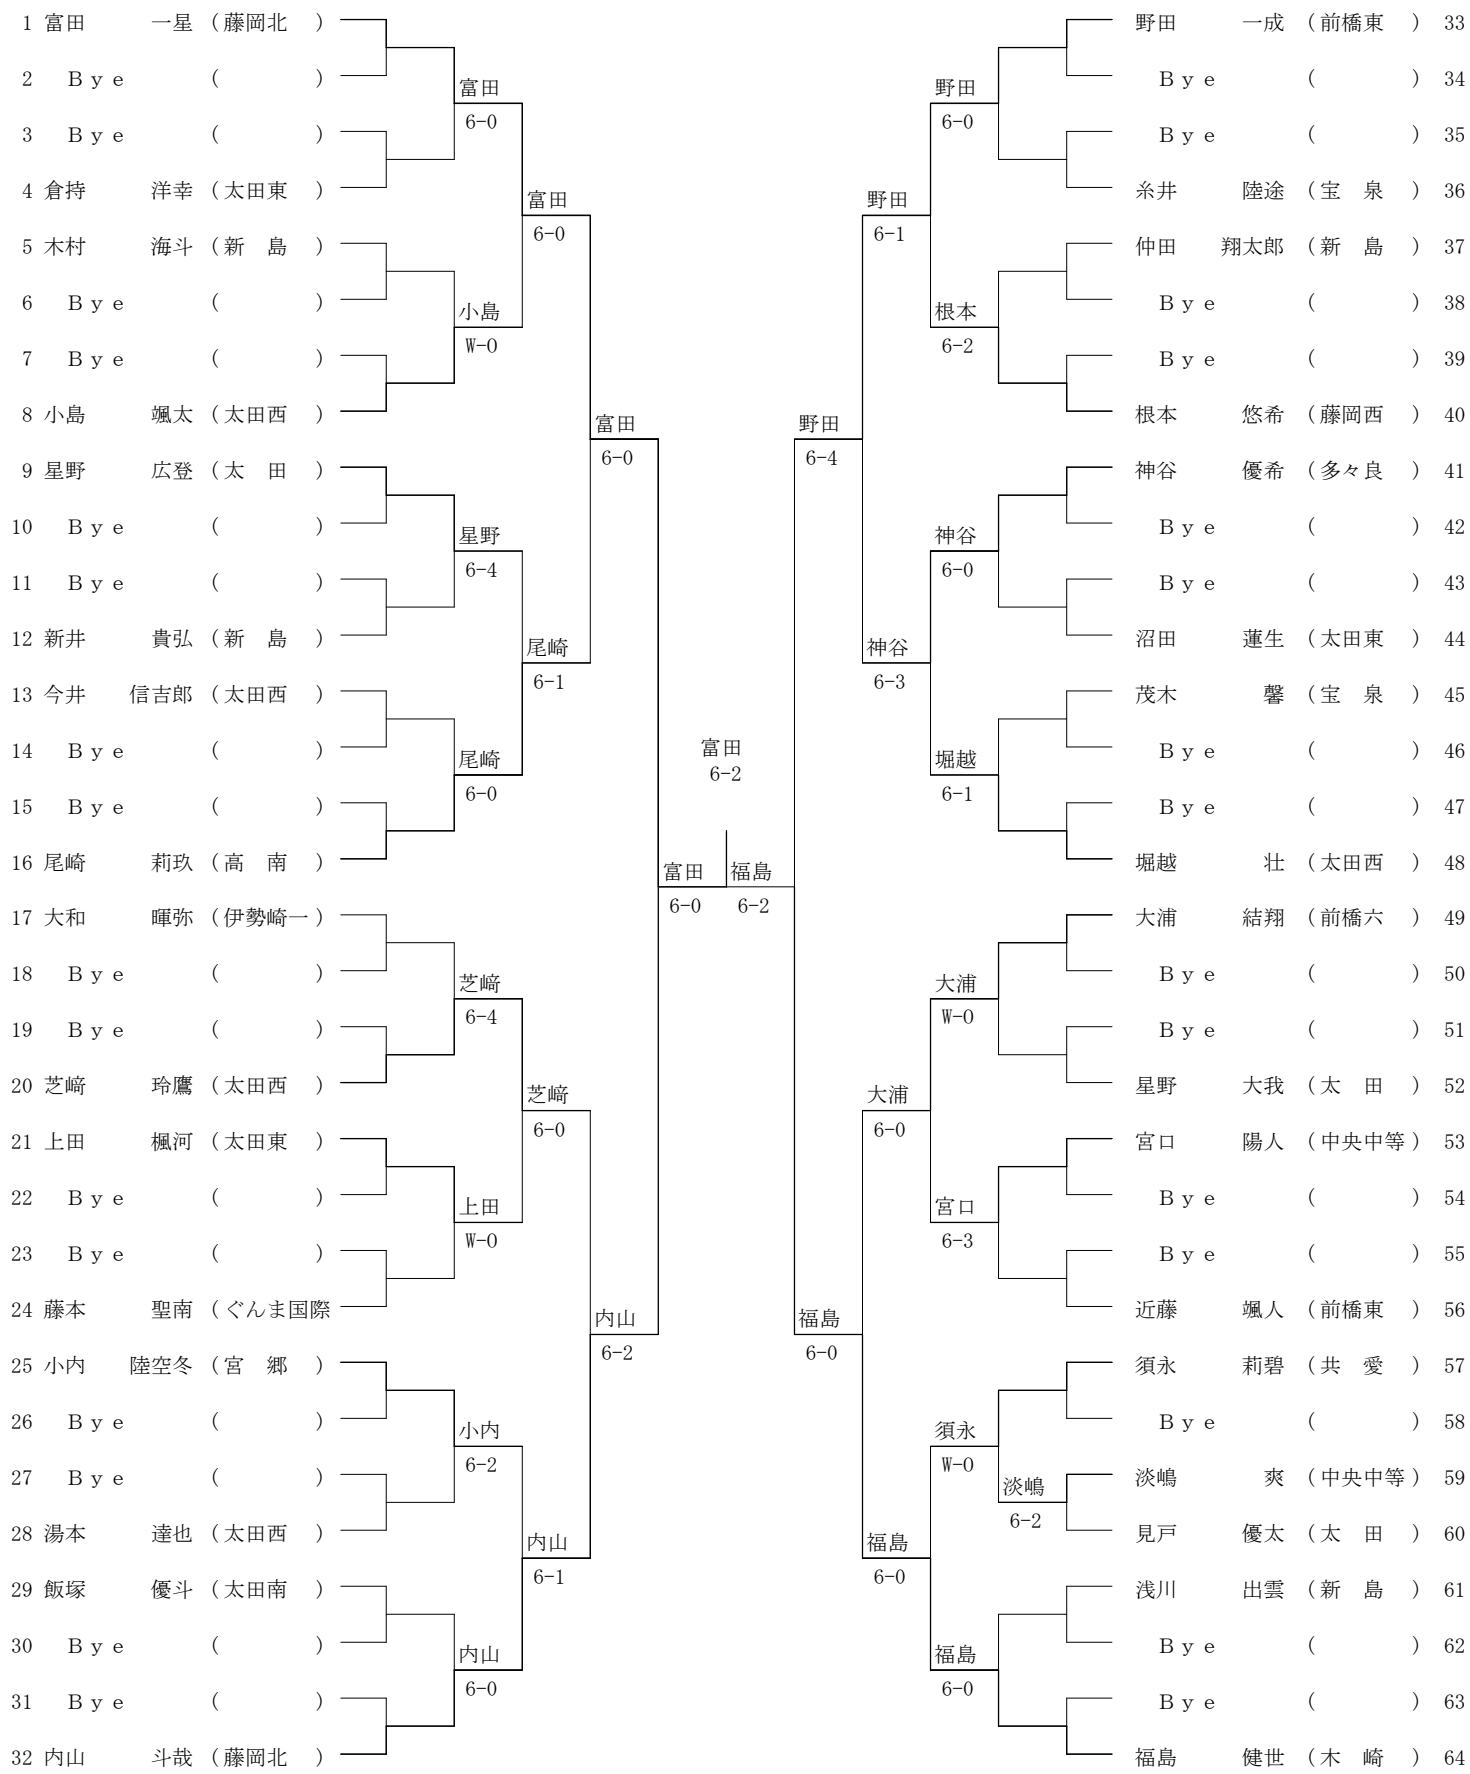 1 富田 一星 （藤岡北 ） 野田 一成 （前橋東 ） 33
2 Ｂｙｅ （ ） Ｂｙｅ （ ） 34
富田 野田
3 Ｂｙｅ （ ） 6-0 6-0 Ｂｙｅ （ ） 35
4 倉持 洋幸 （太田東 ） 糸井 陸途 （宝 泉 ） 36
富田 野田
5 木村 海斗 （新 島 ） 6-0 6-1 仲田 翔太郎 （新 島 ） 37
6 Ｂｙｅ （ ） Ｂｙｅ （ ） 38
小島 根本
7 Ｂｙｅ （ ） W-0 6-2 Ｂｙｅ （ ） 39
8 小島 颯太 （太田西 ） 根本 悠希 （藤岡西 ） 40
富田 野田
9 星野 広登 （太 田 ） 6-0 6-4 神谷 優希 （多々良 ） 41
10 Ｂｙｅ （ ） Ｂｙｅ （ ） 42
星野 神谷
11 Ｂｙｅ （ ） 6-4 6-0 Ｂｙｅ （ ） 43
12 新井 貴弘 （新 島 ） 沼田 蓮生 （太田東 ） 44
尾崎 神谷
13 今井 信吉郎 （太田西 ） 6-1 6-3 茂木 馨 （宝 泉 ） 45
14 Ｂｙｅ （ ） 富田 Ｂｙｅ （ ） 46
尾崎 6-2 堀越
15 Ｂｙｅ （ ） 6-0 6-1 Ｂｙｅ （ ） 47
16 尾崎 莉玖 （高 南 ） 堀越 壮 （太田西 ） 48
富田 福島
17 大和 暉弥 （伊勢崎一） 6-0 6-2 大浦 結翔 （前橋六 ） 49
18 Ｂｙｅ （ ） Ｂｙｅ （ ） 50
芝﨑 大浦
19 Ｂｙｅ （ ） 6-4 W-0 Ｂｙｅ （ ） 51
20 芝﨑 玲鷹 （太田西 ） 星野 大我 （太 田 ） 52
芝﨑 大浦
21 上田 楓河 （太田東 ） 6-0 6-0 宮口 陽人 （中央中等） 53
22 Ｂｙｅ （ ） Ｂｙｅ （ ） 54
上田 宮口
23 Ｂｙｅ （ ） W-0 6-3 Ｂｙｅ （ ） 55
24 藤本 聖南 （ぐんま国際 近藤 颯人 （前橋東 ） 56
内山 福島
25 小内 陸空冬 （宮 郷 ） 6-2 6-0 須永 莉碧 （共 愛 ） 57
26 Ｂｙｅ （ ） Ｂｙｅ （ ） 58
小内 須永
27 Ｂｙｅ （ ） 6-2 W-0 淡嶋 淡嶋 爽 （中央中等） 59
28 湯本 達也 （太田西 ） 6-2 見戸 優太 （太 田 ） 60
内山 福島
29 飯塚 優斗 （太田南 ） 6-1 6-0 浅川 出雲 （新 島 ） 61
30 Ｂｙｅ （ ） Ｂｙｅ （ ） 62
内山 福島
31 Ｂｙｅ （ ） 6-0 6-0 Ｂｙｅ （ ） 63
32 内山 斗哉 （藤岡北 ） 福島 健世 （木 崎 ） 64